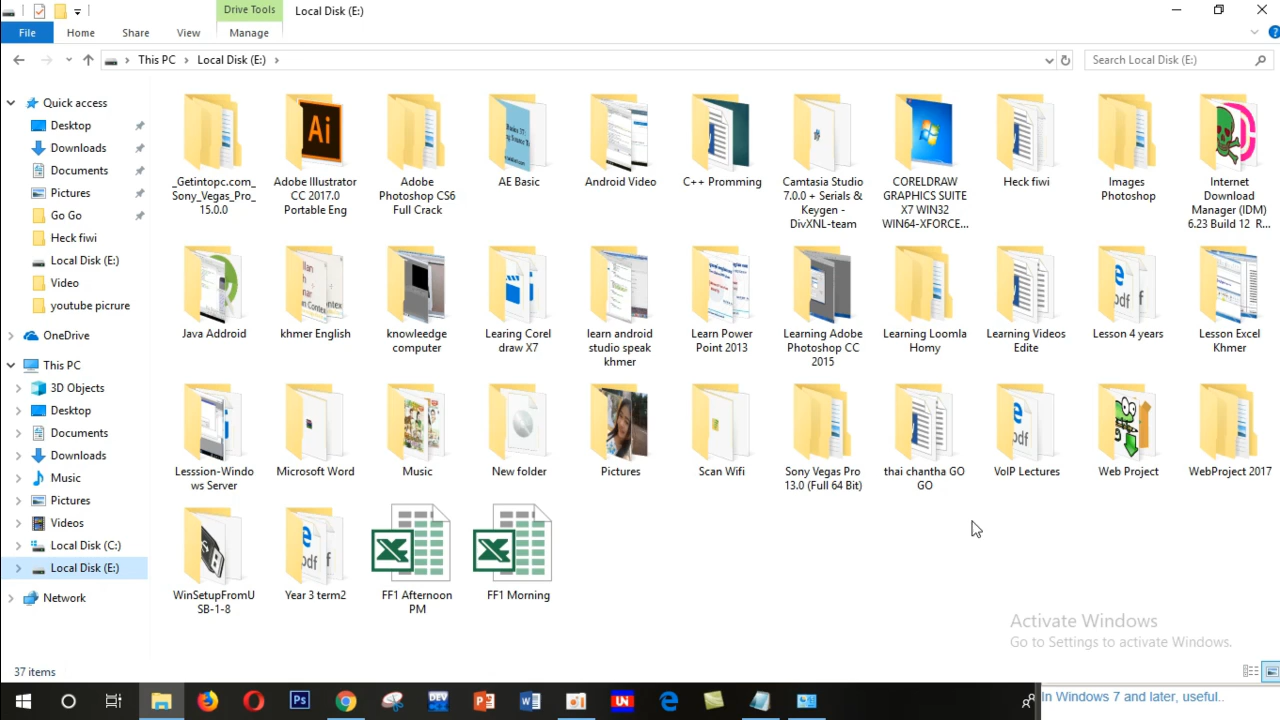 Drive Tools
Local Disk (E:)
File
Home
Share
View
Manage
This PC
Local Disk (E:)
Search Local Disk (E:)
Quick access
Desktop
Downloads
Documents
Pictures
Go Go
Heck fiwi
Local Disk (E:)
Video
youtube picrure
OneDrive
This PC
3D Objects
Desktop
Documents
Downloads
Music
Pictures
Videos
Local Disk (C:)
Local Disk (E:)
Network
_Getintopc.com_
Sony_Vegas_Pro_
15.0.0
Adobe Illustrator
CC 2017.0
Portable Eng
Adobe
Photoshop CS6
Full Crack
AE Basic
Android Video
C++ Promming
Camtasia Studio
7.0.0 + Serials &
Keygen -
DivXNL-team
CORELDRAW
GRAPHICS SUITE
X7 WIN32
WIN64-XFORCE...
Heck fiwi
Images
Photoshop
Internet
Download
Manager (IDM)
6.23 Build 12 R...
Java Addroid
khmer English
knowleedge
computer
Learing Corel
draw X7
learn android
studio speak
khmer
Learn Power
Point 2013
Learning Adobe
Photoshop CC
2015
Learning Loomla
Homy
Learning Videos
Edite
Lesson 4 years
Lesson Excel
Khmer
Lesssion-Windo
ws Server
Microsoft Word
Music
New folder
Pictures
Scan Wifi
Sony Vegas Pro
13.0 (Full 64 Bit)
thai chantha GO
GO
VoIP Lectures
Web Project
WebProject 2017
WinSetupFromU
SB-1-8
Year 3 term2
FF1 Afternoon
PM
FF1 Morning
Activate Windows
Go to Settings to activate Windows.
37 items
In Windows 7 and later, useful..